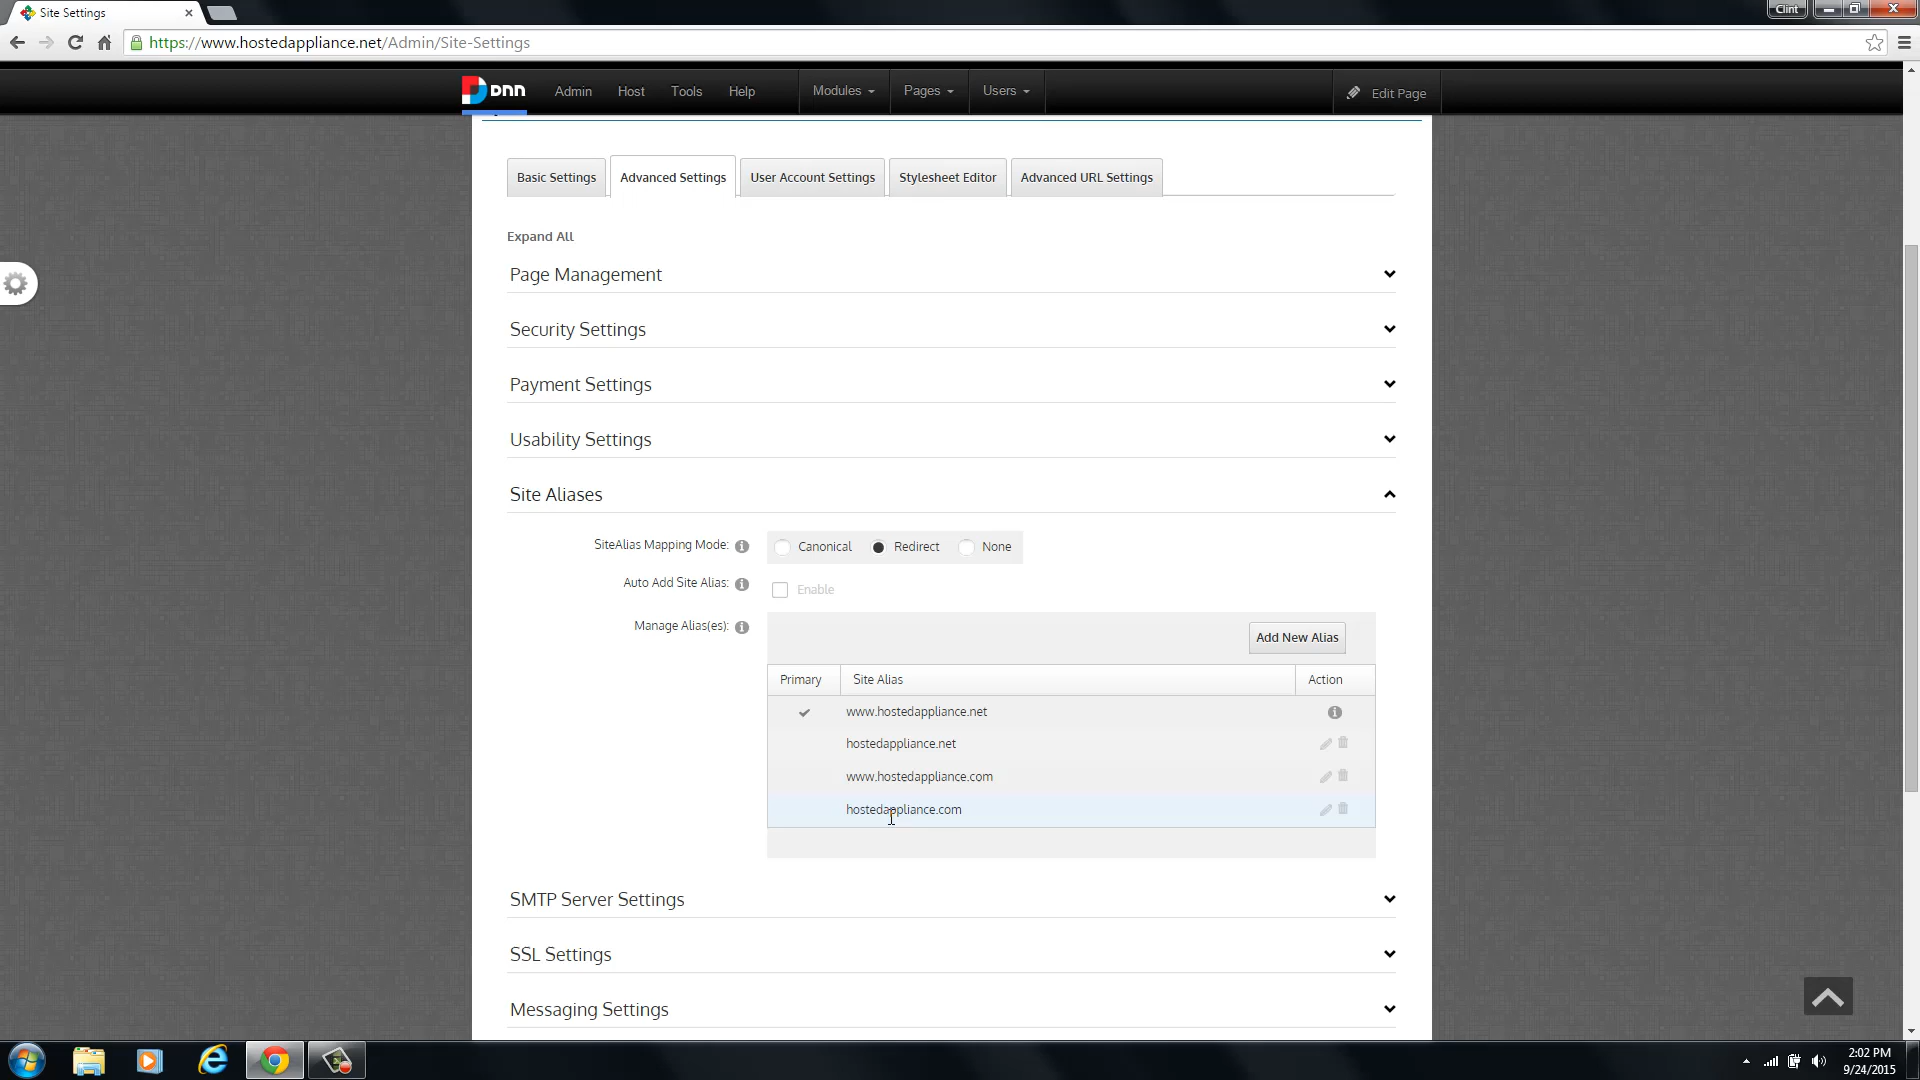 Site Settings
Clint
https://www.hostedappliance.net/Admin/Site-Settings
DNN Admin Host Tools Help Modules Pages Users Edit Page
Basic Settings Advanced Settings User Account Settings Stylesheet Editor Advanced URL Settings
Expand All
Page Management
Security Settings
Payment Settings
Usability Settings
Site Aliases
SiteAlias Mapping Mode: Canonical Redirect None
Auto Add Site Alias: Enable
Manage Alias(es):
Add New Alias
Primary Site Alias Action
www.hostedappliance.net
hostedappliance.net
www.hostedappliance.com
hostedappliance.com
SMTP Server Settings
SSL Settings
Messaging Settings
2:02 PM
9/24/2015